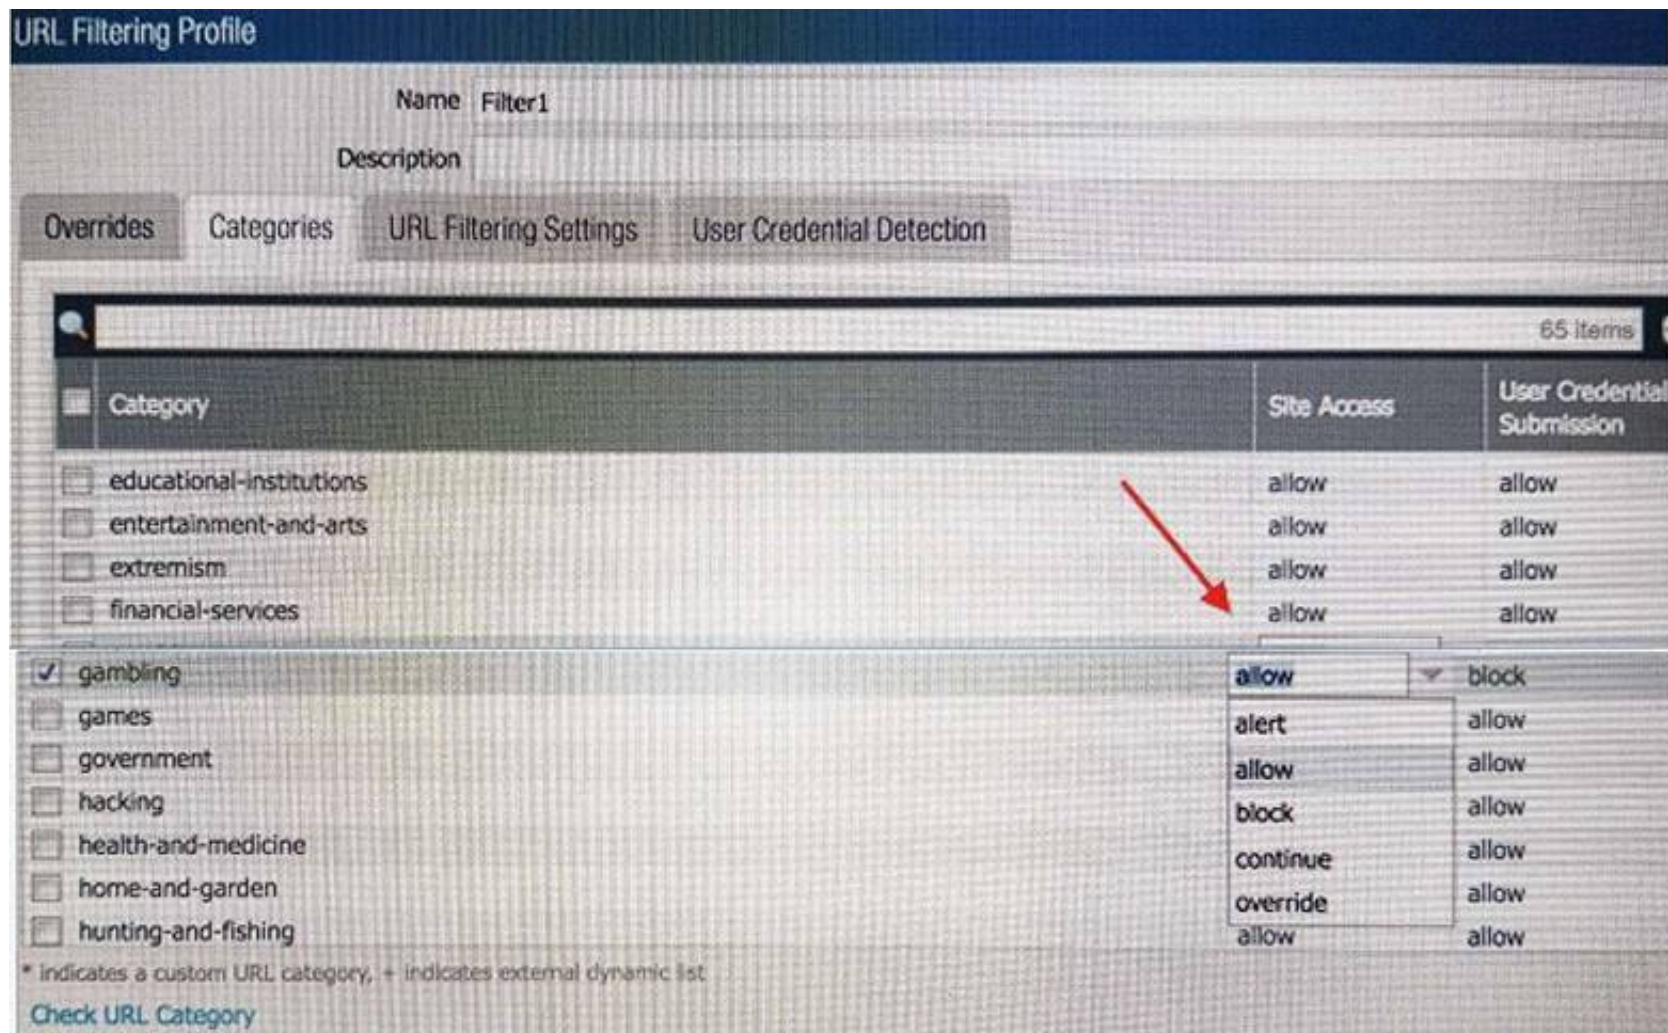 URL Filtering Profile
Name Filter1
Description
Overrides Categories URL Filtering Settings User Credential Detection
65 items
Category Site Access User Credential Submission
educational-institutions allow allow
entertainment-and-arts allow allow
extremism allow allow
financial-services allow allow
gambling allow block
games alert allow
government allow allow
hacking block allow
health-and-medicine continue allow
home-and-garden override allow
hunting-and-fishing allow allow
* indicates a custom URL category, + indicates external dynamic list
Check URL Category